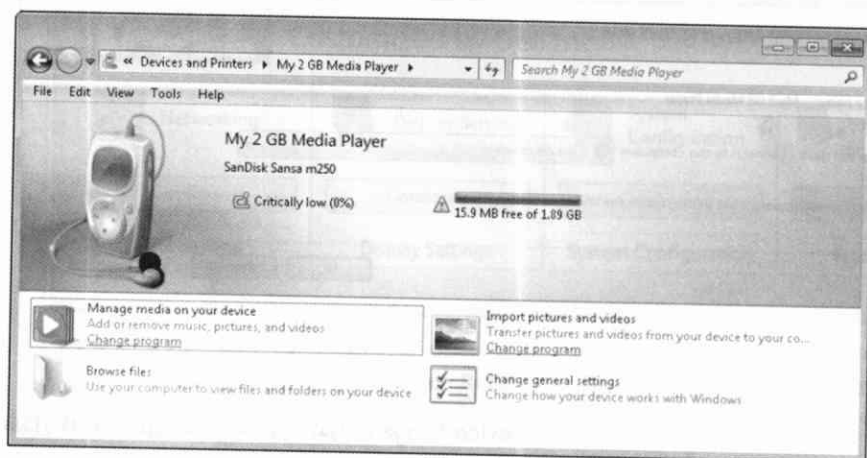 « Devices and Printers ▸ My 2 GB Media Player ▸
Search My 2 GB Media Player
File Edit View Tools Help
My 2 GB Media Player
SanDisk Sansa m250
Critically low (0%)
15.9 MB free of 1.89 GB
Manage media on your device
Add or remove music, pictures, and videos
Change program
Import pictures and videos
Transfer pictures and videos from your device to your co...
Change program
Browse files
Use your computer to view files and folders on your device
Change general settings
Change how your device works with Windows